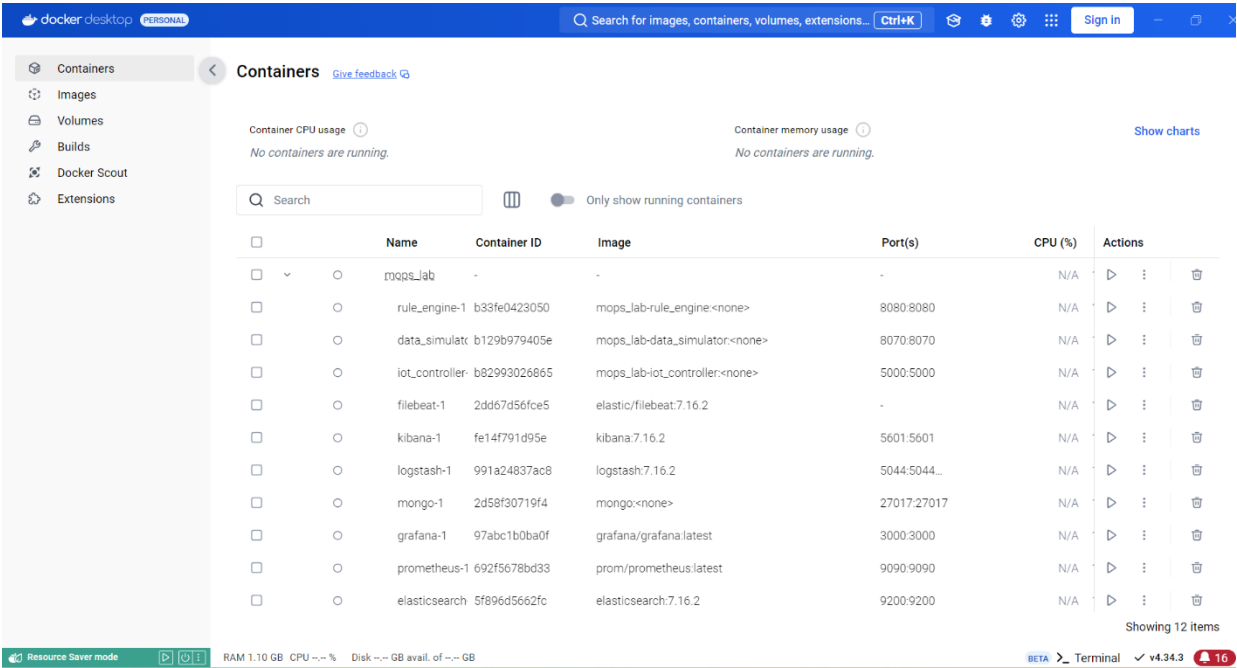 docker desktop PERSONAL Search for images, containers, volumes, extensions... Ctrl+K Sign in
Containers
Images
Volumes
Builds
Docker Scout
Extensions
Containers Give feedback
Container CPU usage
No containers are running.
Container memory usage
No containers are running.
Show charts
Search Only show running containers
Name Container ID Image Port(s) CPU (%) Actions
mops_lab - - - N/A
rule_engine-1 b33fe0423050 mops_lab-rule_engine:<none> 8080:8080 N/A
data_simulatc b129b979405e mops_lab-data_simulator:<none> 8070:8070 N/A
iot_controller- b82993026865 mops_lab-iot_controller:<none> 5000:5000 N/A
filebeat-1 2dd67d56fce5 elastic/filebeat:7.16.2 - N/A
kibana-1 fe14f791d95e kibana:7.16.2 5601:5601 N/A
logstash-1 991a24837ac8 logstash:7.16.2 5044:5044... N/A
mongo-1 2d58f30719f4 mongo:<none> 27017:27017 N/A
grafana-1 97abc1b0ba0f grafana/grafana:latest 3000:3000 N/A
prometheus-1 692f5678bd33 prom/prometheus:latest 9090:9090 N/A
elasticsearch- 5f896d5662fc elasticsearch:7.16.2 9200:9200 N/A
Showing 12 items
Resource Saver mode RAM 1.10 GB CPU --.-- % Disk --.-- GB avail. of --.-- GB BETA >_ Terminal v4.34.3 16